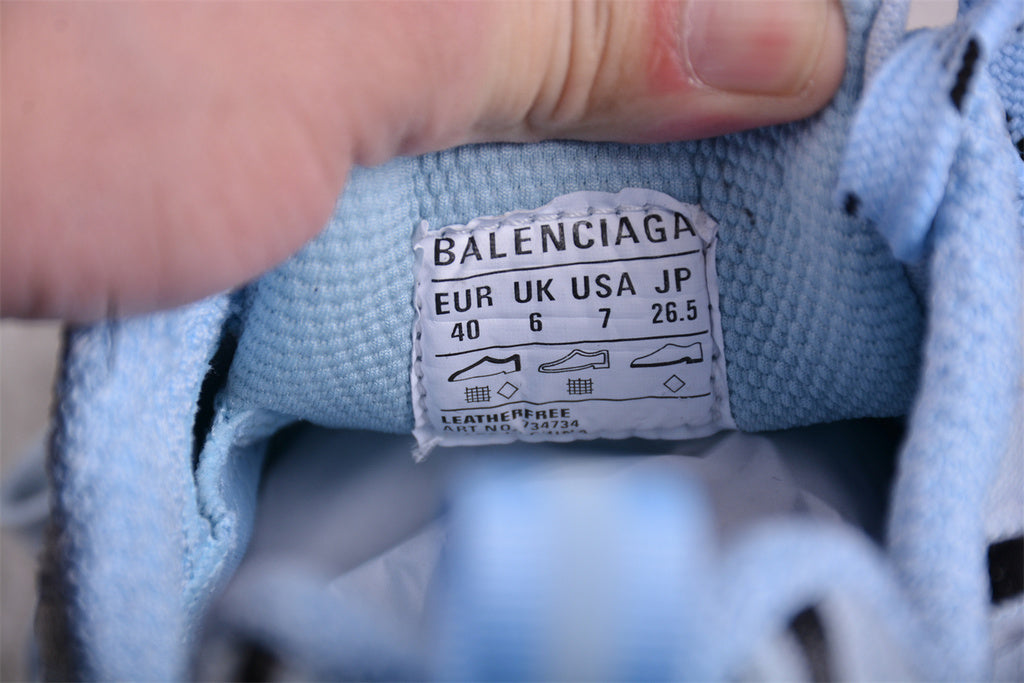 BALENCIAGA
EUR UK USA JP
40 6 7 26.5
LEATHERFREE
ART NO. 734734